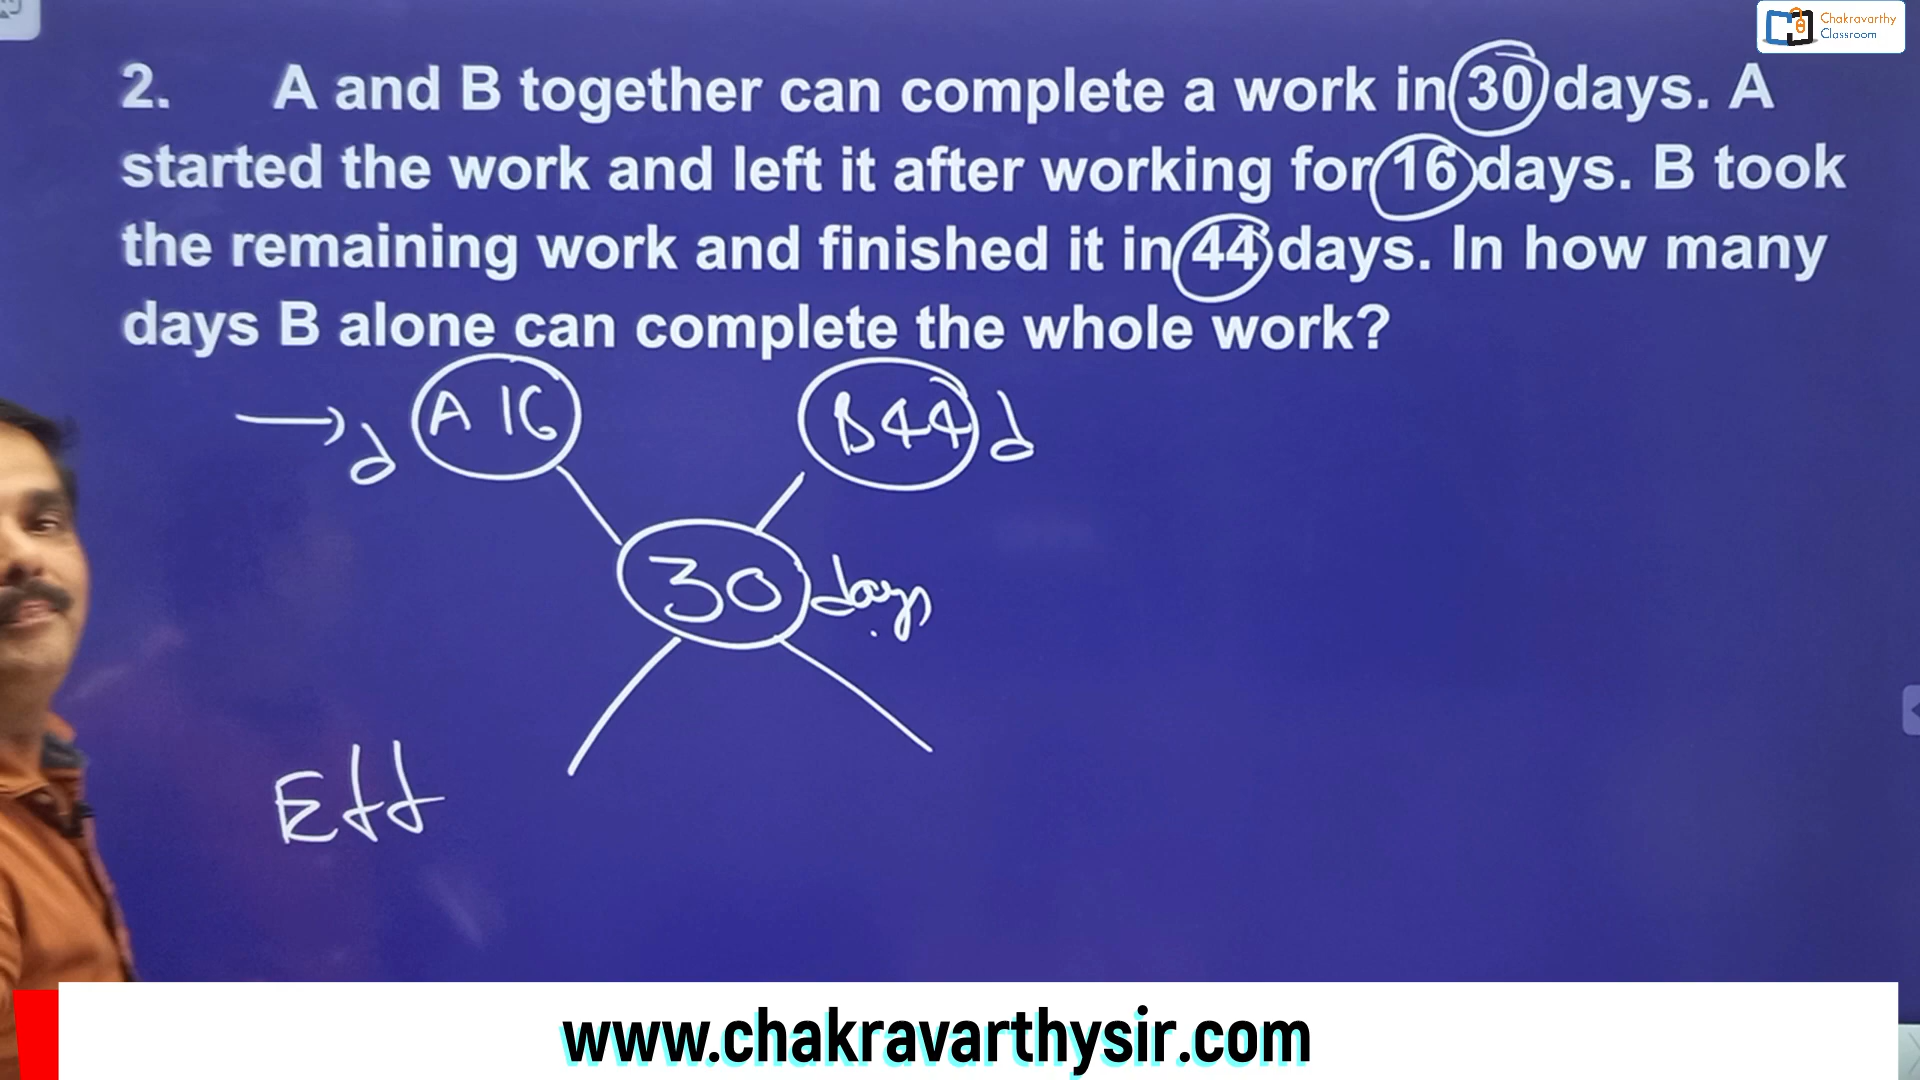 Chakravarthy
Classroom
2. A and B together can complete a work in 30 days. A
started the work and left it after working for 16 days. B took
the remaining work and finished it in 44 days. In how many
days B alone can complete the whole work?
→ d A 16 B44 d
30 days
Eff
www.chakravarthysir.com